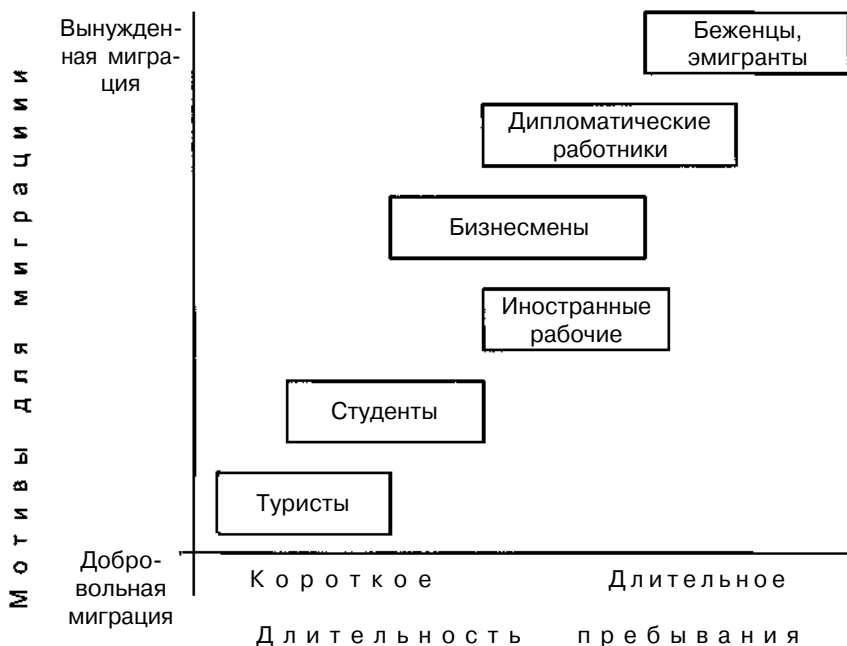 Мотивы для миграциии
Вынужден-
ная мигра-
ция
Беженцы,
эмигранты
Дипломатические
работники
Бизнесмены
Иностранные
рабочие
Студенты
Туристы
Добро-
вольная
миграция
Короткое Длительное
Длительность пребывания